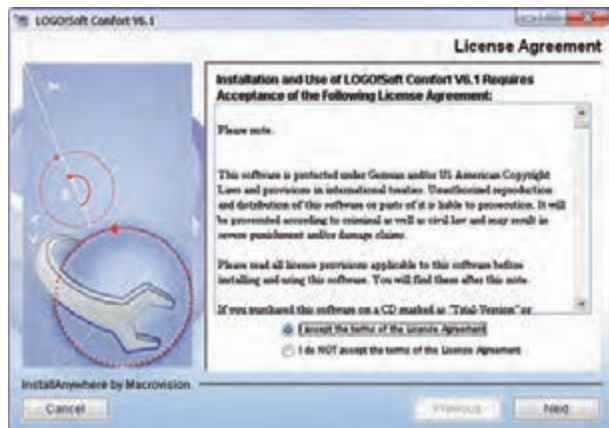 LOGO!Soft Comfort V6.1
License Agreement
Installation and Use of LOGO!Soft Comfort V6.1 Requires
Acceptance of the Following License Agreement:
Please note:
This software is protected under German and/or US American Copyright
Laws and provisions in international treaties. Unauthorized reproduction
and distribution of this software or parts of it is liable to prosecution. It will
be prosecuted according to criminal as well as civil law and may result in
severe punishment and/or damage claims.
Please read all license provisions applicable to this software before
installing and using this software. You will find them after this note.
If you purchased this software on a CD marked as "Trial-Version" or
I accept the terms of the License Agreement
I do NOT accept the terms of the License Agreement
InstallAnywhere by Macrovision
Cancel
Previous
Next